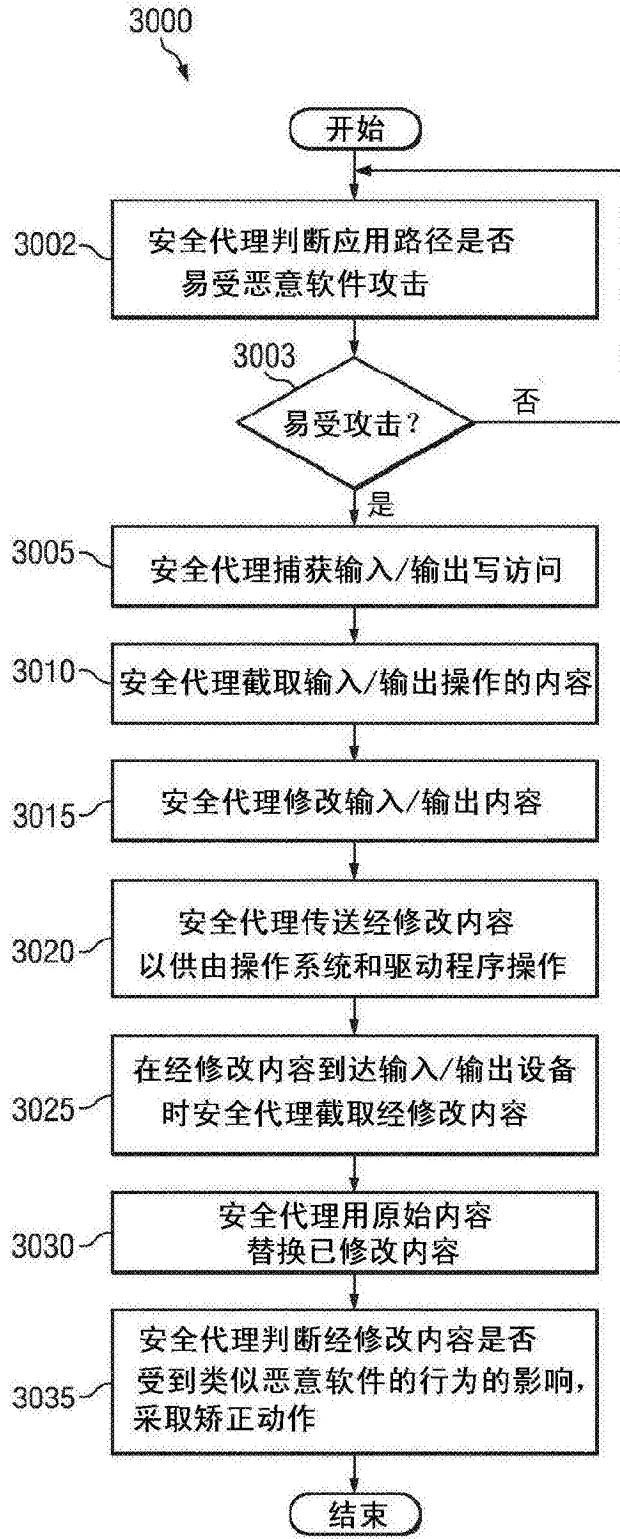 3000
开始
3002
安全代理判断应用路径是否
易受恶意软件攻击
3003
易受攻击?
否
是
3005
安全代理捕获输入/输出写访问
3010
安全代理截取输入/输出操作的内容
3015
安全代理修改输入/输出内容
3020
安全代理传送经修改内容
以供由操作系统和驱动程序操作
3025
在经修改内容到达输入/输出设备
时安全代理截取经修改内容
3030
安全代理用原始内容
替换已修改内容
3035
安全代理判断经修改内容是否
受到类似恶意软件的行为的影响，
采取矫正动作
结束